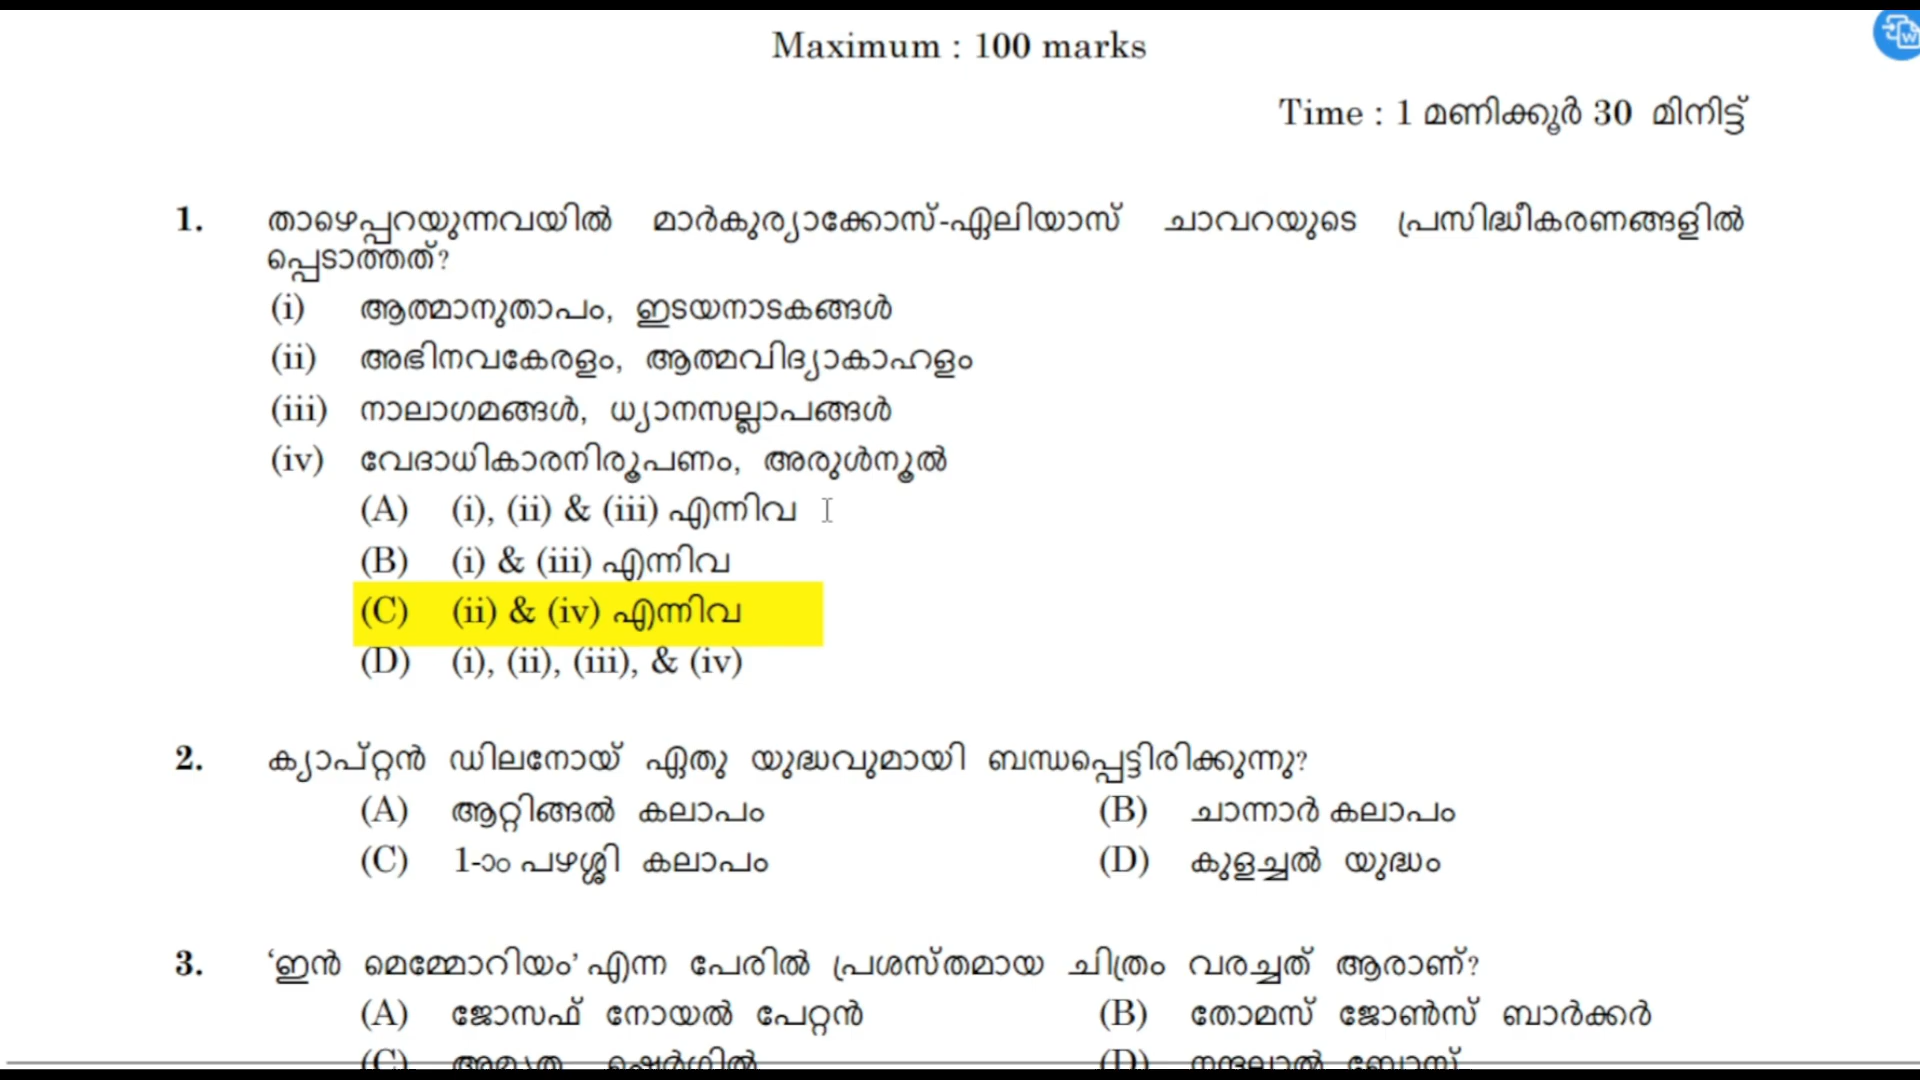 Maximum : 100 marks
Time : 1 മണിക്കൂർ 30 മിനിട്ട്
1. താഴെപ്പറയുന്നവയിൽ മാർകുര്യാക്കോസ്-ഏലിയാസ് ചാവറയുടെ പ്രസിദ്ധീകരണങ്ങളിൽ
പ്പെടാത്തത്?
(i) ആത്മാനുതാപം, ഇടയനാടകങ്ങൾ
(ii) അഭിനവകേരളം, ആത്മവിദ്യാകാഹളം
(iii) നാലാഗമങ്ങൾ, ധ്യാനസല്ലാപങ്ങൾ
(iv) വേദാധികാരനിരൂപണം, അരുൾനൂൽ
(A) (i), (ii) & (iii) എന്നിവ
(B) (i) & (iii) എന്നിവ
(C) (ii) & (iv) എന്നിവ
(D) (i), (ii), (iii), & (iv)
2. ക്യാപ്റ്റൻ ഡിലനോയ് ഏതു യുദ്ധവുമായി ബന്ധപ്പെട്ടിരിക്കുന്നു?
(A) ആറ്റിങ്ങൽ കലാപം (B) ചാന്നാർ കലാപം
(C) 1-ാം പഴശ്ശി കലാപം (D) കുളച്ചൽ യുദ്ധം
3. ‘ഇൻ മെമ്മോറിയം’ എന്ന പേരിൽ പ്രശസ്തമായ ചിത്രം വരച്ചത് ആരാണ്?
(A) ജോസഫ് നോയൽ പേറ്റൻ (B) തോമസ് ജോൺസ് ബാർക്കർ
(C) അമൃത ഷെർഗിൽ (D) നന്ദലാൽ ബോസ്